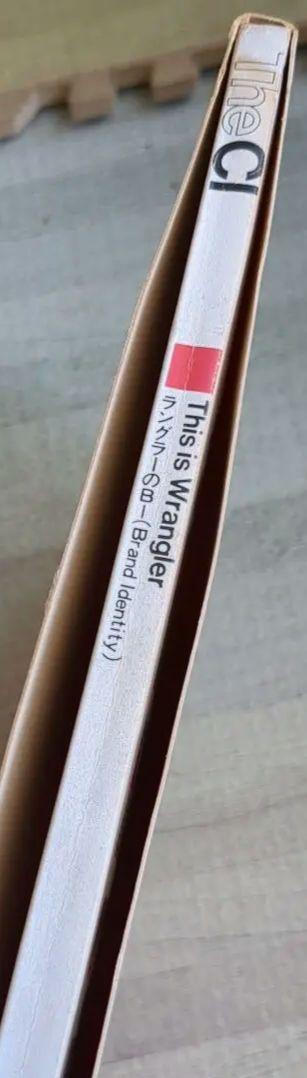 The CI
This is Wrangler
ラングラーのBI(Brand Identity)